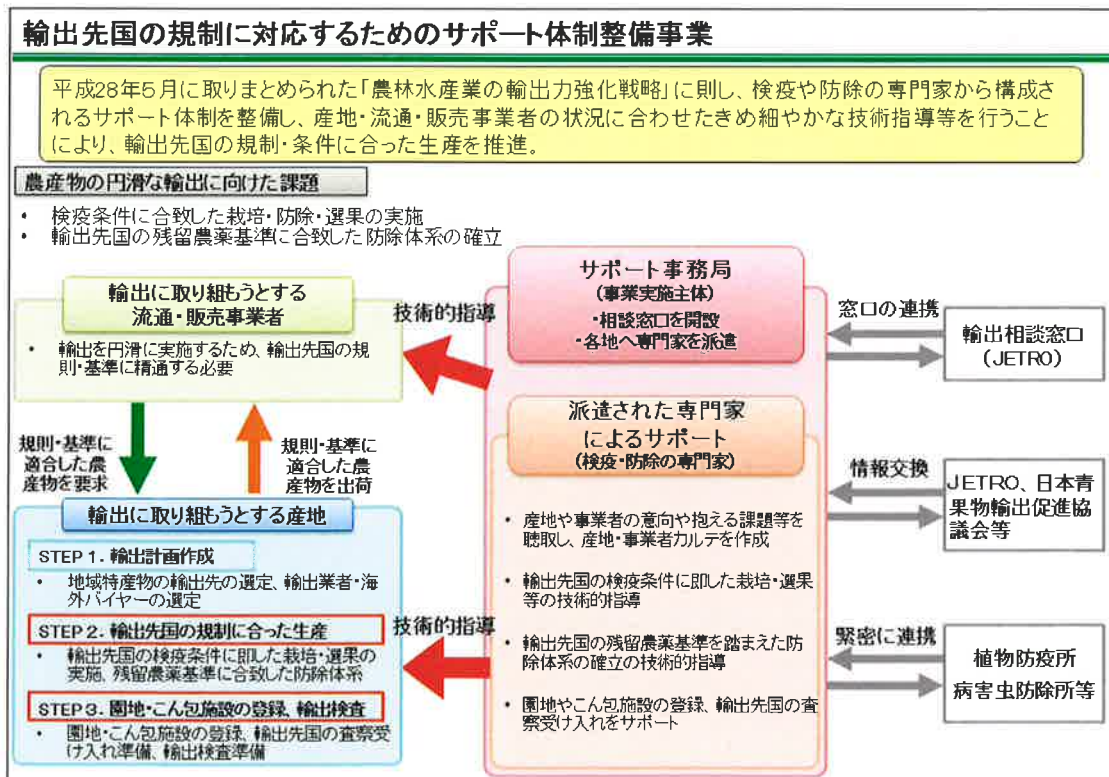 輸出先国の規制に対応するためのサポート体制整備事業
平成28年5月に取りまとめられた「農林水産業の輸出力強化戦略」に則し、検疫や防除の専門家から構成さ
れるサポート体制を整備し、産地・流通・販売事業者の状況に合わせたきめ細やかな技術指導等を行うこと
により、輸出先国の規制・条件に合った生産を推進。
農産物の円滑な輸出に向けた課題
・ 検疫条件に合致した栽培・防除・選果の実施
・ 輸出先国の残留農薬基準に合致した防除体系の確立
輸出に取り組もうとする
流通・販売事業者
・ 輸出を円滑に実施するため、輸出先国の規
則・基準に精通する必要
技術的指導
サポート事務局
(事業実施主体)
・相談窓口を開設
・各地へ専門家を派遣
窓口の連携
輸出相談窓口
(JETRO)
規則・基準に
適合した農
産物を要求
規則・基準に
適合した農
産物を出荷
派遣された専門家
によるサポート
(検疫・防除の専門家)
・ 産地や事業者の意向や抱える課題等を
聴取し、産地・事業者カルテを作成
・ 輸出先国の検疫条件に即した栽培・選果
等の技術的指導
・ 輸出先国の残留農薬基準を踏まえた防
除体系の確立の技術的指導
・ 園地やこん包施設の登録、輸出先国の査
察受け入れをサポート
情報交換
JETRO、日本青
果物輸出促進協
議会等
輸出に取り組もうとする産地
STEP 1．輸出計画作成
・ 地域特産物の輸出先の選定、輸出業者・海
外バイヤーの選定
STEP 2．輸出先国の規制に合った生産
・ 輸出先国の検疫条件に即した栽培・選果の
実施、残留農薬基準に合致した防除体系
STEP 3．園地・こん包施設の登録、輸出検査
・ 園地・こん包施設の登録、輸出先国の査察受
け入れ準備、輸出検査準備
技術的指導
緊密に連携
植物防疫所
病害虫防除所等